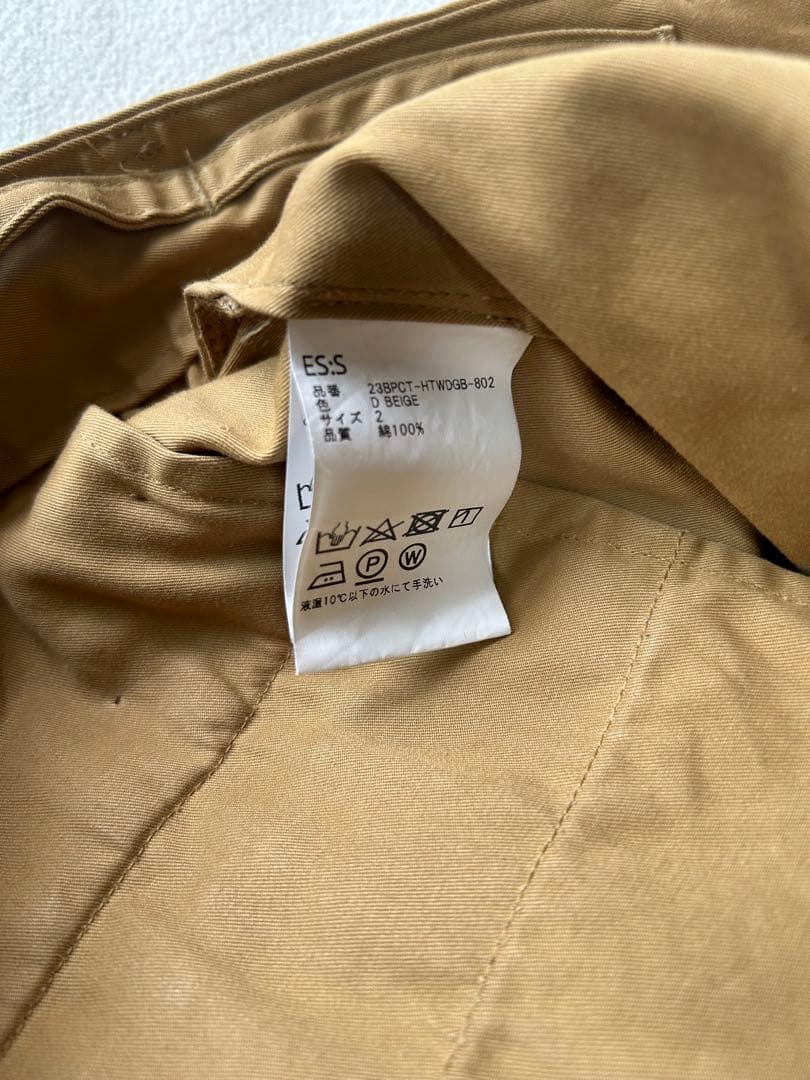 ES:S
品番 23BPCT-HTWDGB-802
色 D BEIGE
サイズ 2
品質 綿100%
P W
液温10℃以下の水にて手洗い